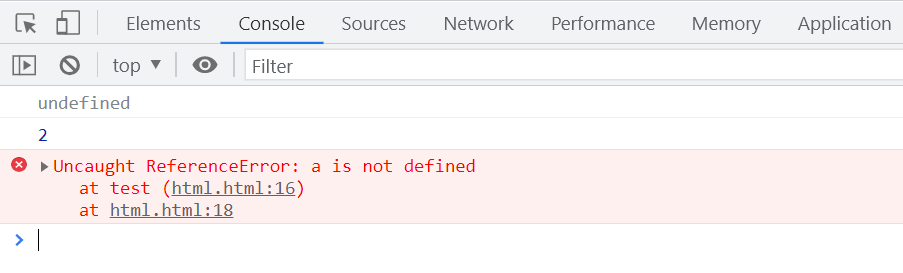 Elements Console Sources Network Performance Memory Application
top Filter
undefined
2
Uncaught ReferenceError: a is not defined
at test (html.html:16)
at html.html:18